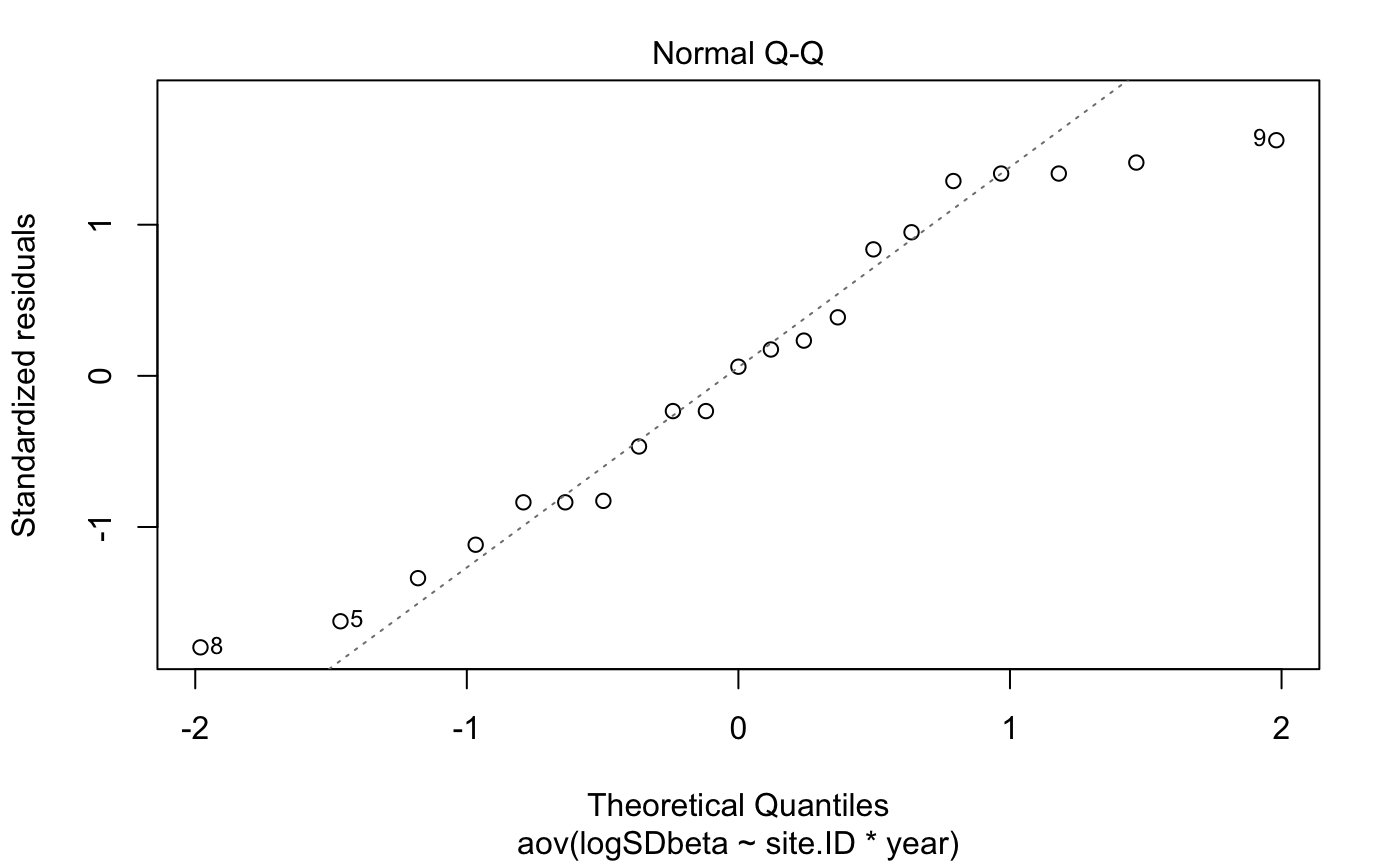 Normal Q-Q
Standardized residuals
1
0
-1
9
5
8
-2 -1 0 1 2
Theoretical Quantiles
aov(logSDbeta ~ site.ID * year)